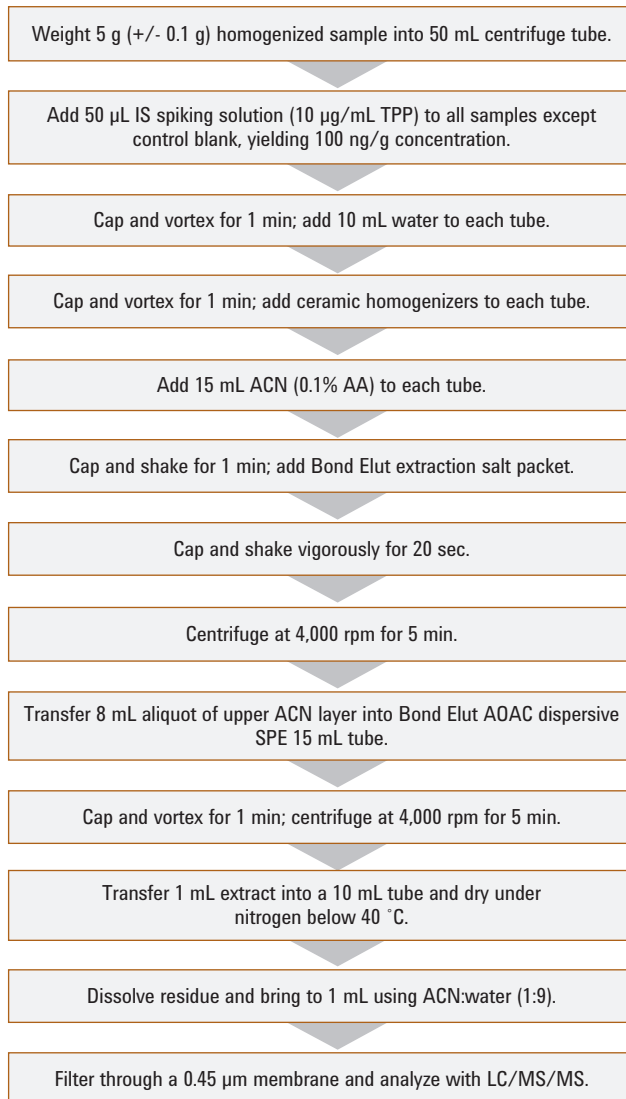 Weight 5 g (+/- 0.1 g) homogenized sample into 50 mL centrifuge tube.
Add 50 µL IS spiking solution (10 µg/mL TPP) to all samples except
control blank, yielding 100 ng/g concentration.
Cap and vortex for 1 min; add 10 mL water to each tube.
Cap and vortex for 1 min; add ceramic homogenizers to each tube.
Add 15 mL ACN (0.1% AA) to each tube.
Cap and shake for 1 min; add Bond Elut extraction salt packet.
Cap and shake vigorously for 20 sec.
Centrifuge at 4,000 rpm for 5 min.
Transfer 8 mL aliquot of upper ACN layer into Bond Elut AOAC dispersive
SPE 15 mL tube.
Cap and vortex for 1 min; centrifuge at 4,000 rpm for 5 min.
Transfer 1 mL extract into a 10 mL tube and dry under
nitrogen below 40 ˚C.
Dissolve residue and bring to 1 mL using ACN:water (1:9).
Filter through a 0.45 µm membrane and analyze with LC/MS/MS.